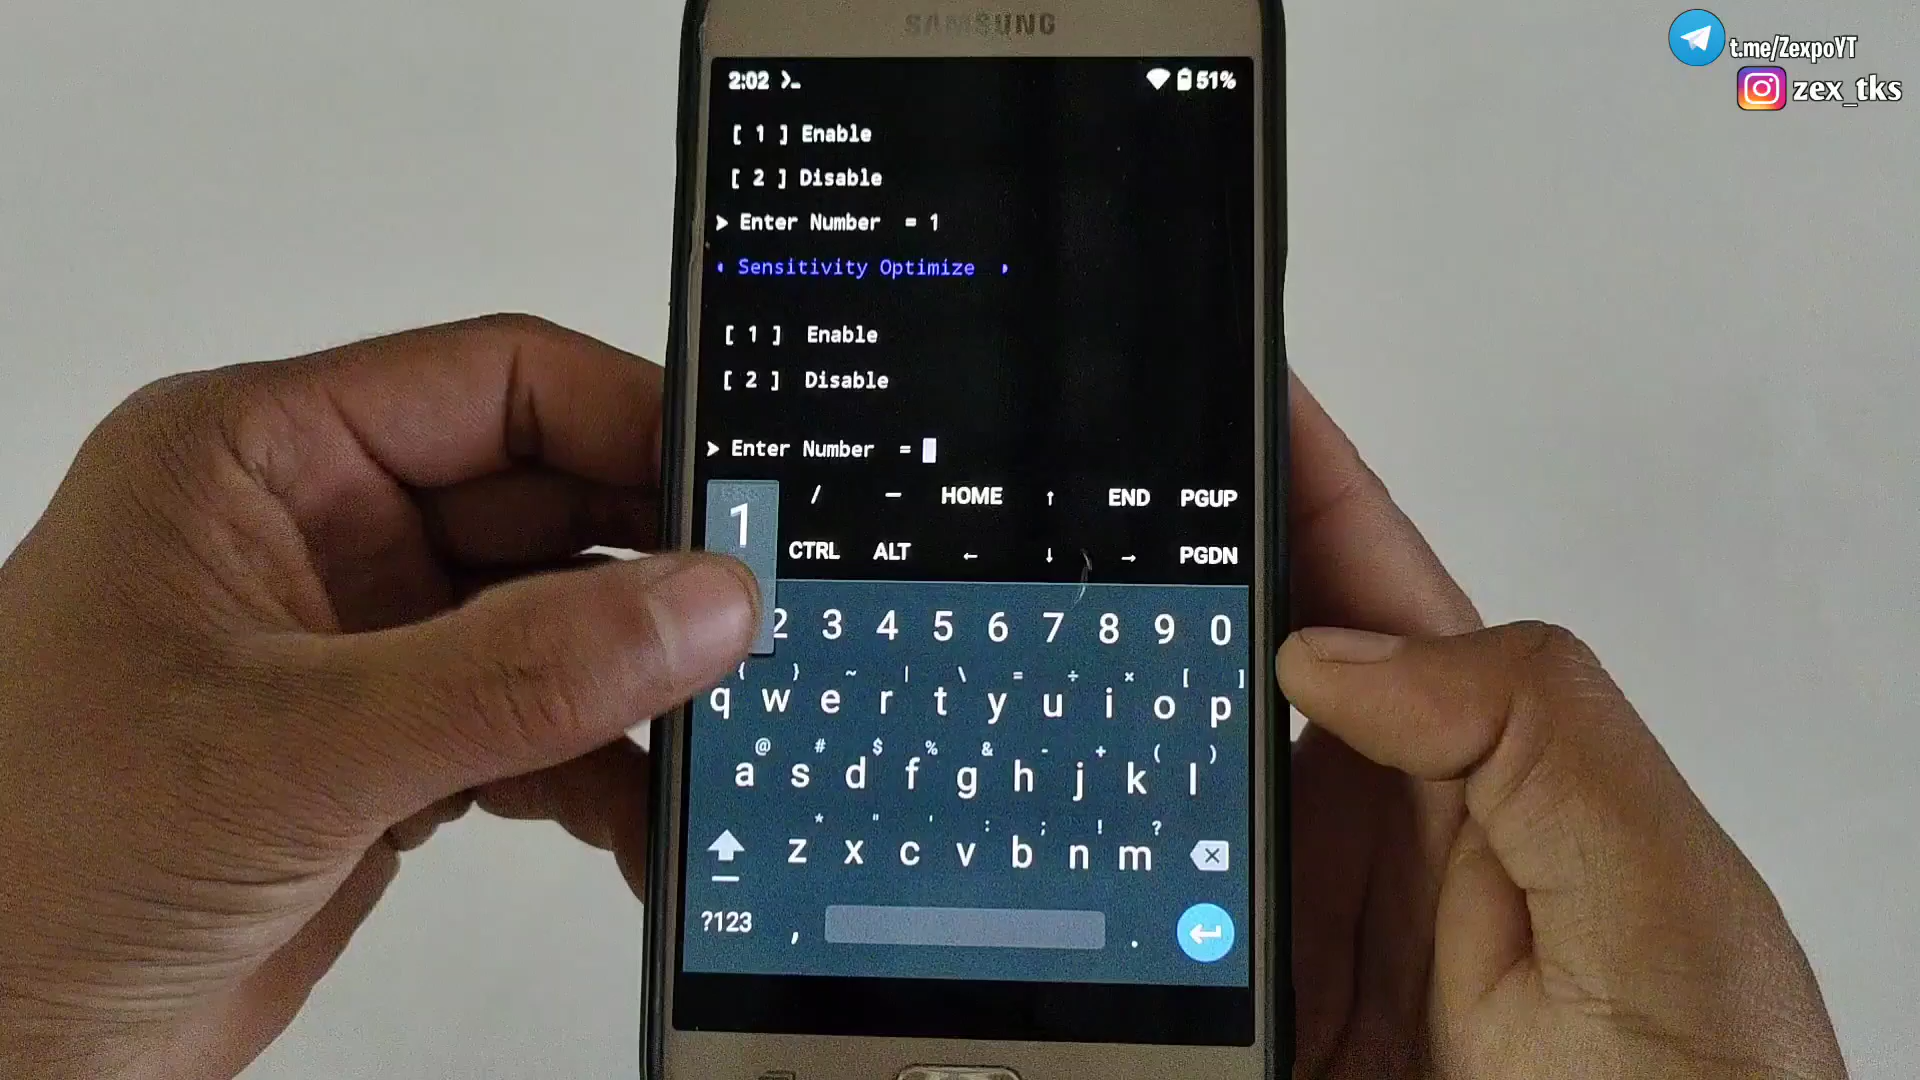 SAMSUNG
t.me/ZexpoYT
zex_tks
2:02 51%
[ 1 ] Enable
[ 2 ] Disable
➤ Enter Number = 1
Sensitivity Optimize
[ 1 ] Enable
[ 2 ] Disable
➤ Enter Number =
1 / — HOME ↑ END PGUP
CTRL ALT ← ↓ → PGDN
2 3 4 5 6 7 8 9 0
{ } ~ | \ = ÷ × [ ]
q w e r t y u i o p
@ # $ % & - + ( )
a s d f g h j k l
* " ' : ; ! ?
z x c v b n m
?123 , .